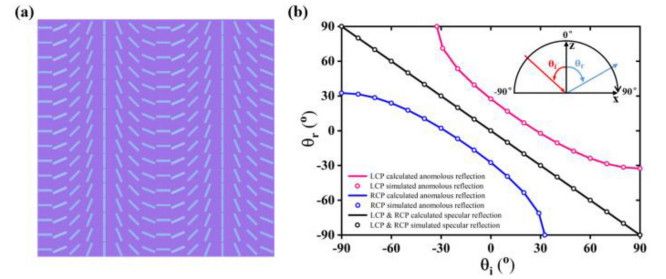 (a)
(b)
90
60
30
0
-30
-60
-90
θr (°)
-90
-60
-30
0
30
60
90
θi (°)
0°
z
θi
θr
-90°
90°
x
LCP calculated anomolous reflection
LCP simulated anomolous reflection
RCP calculated anomolous reflection
RCP simulated anomolous reflection
LCP & RCP calculated specular reflection
LCP & RCP simulated specular reflection